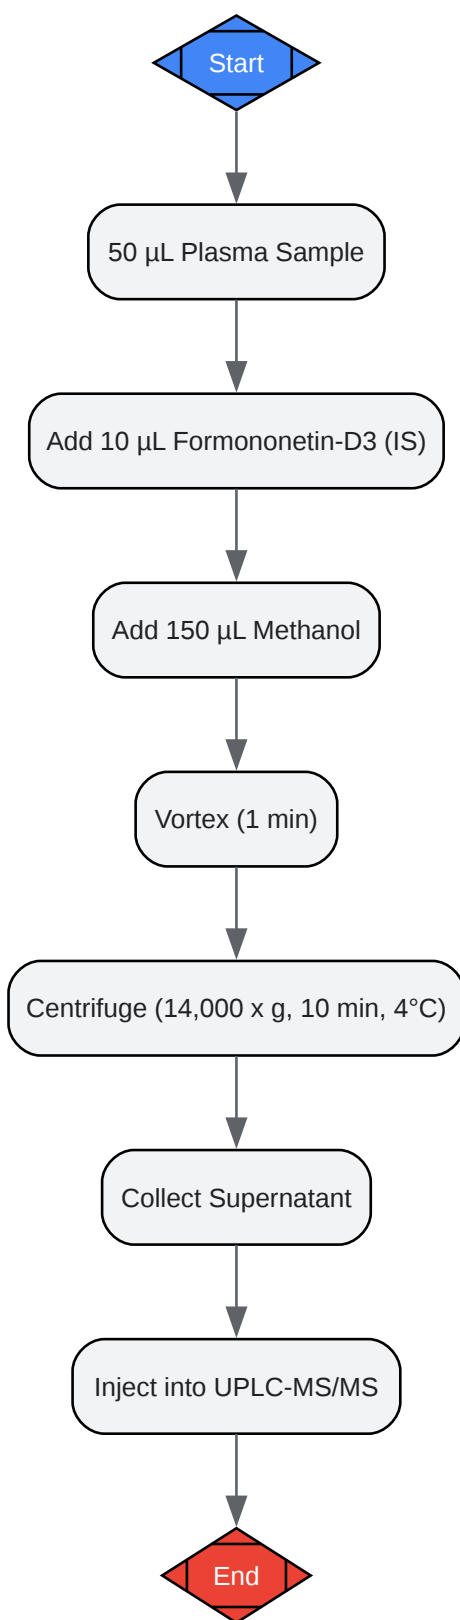 Start
50 µL Plasma Sample
Add 10 µL Formononetin-D3 (IS)
Add 150 µL Methanol
Vortex (1 min)
Centrifuge (14,000 x g, 10 min, 4°C)
Collect Supernatant
Inject into UPLC-MS/MS
End